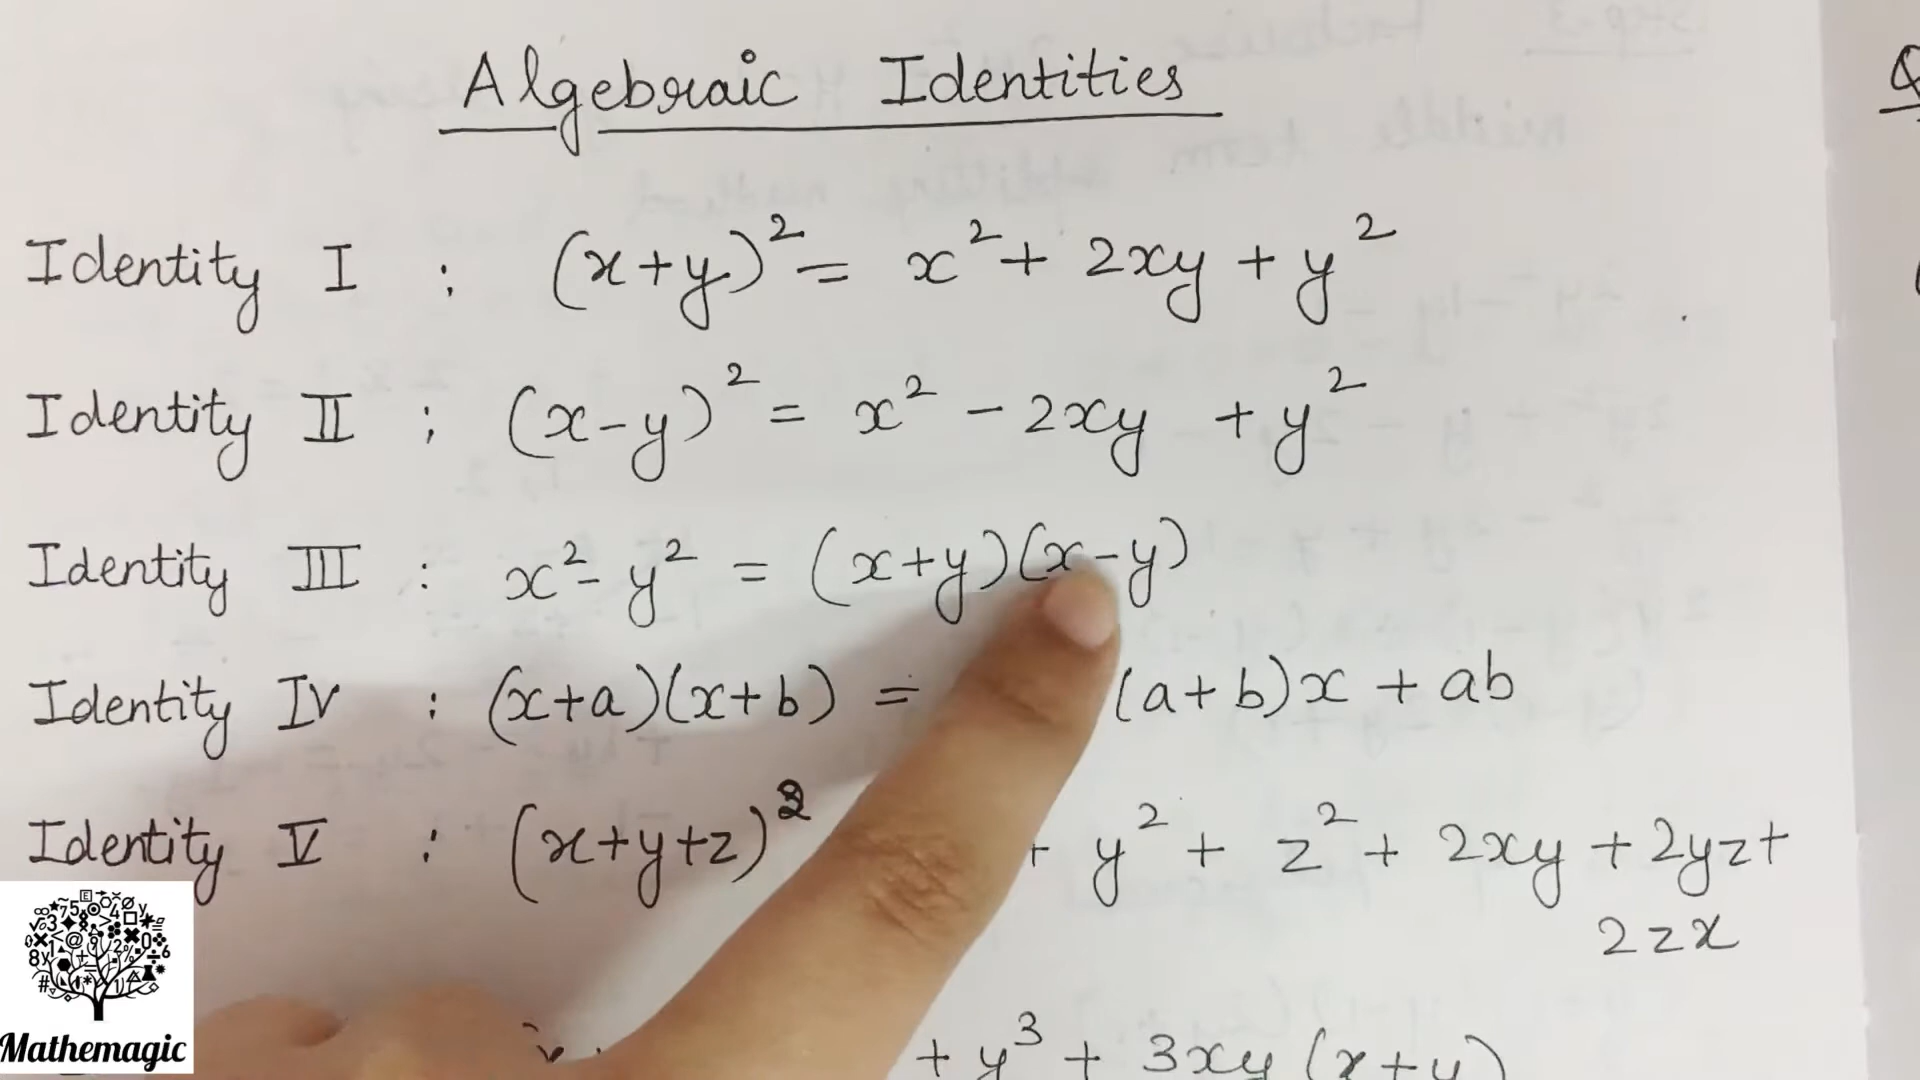 Algebraic Identities
Identity I : (x+y)² = x² + 2xy + y²
Identity II : (x-y)² = x² - 2xy + y²
Identity III : x² - y² = (x+y)(x-y)
Identity IV : (x+a)(x+b) = (a+b)x + ab
Identity V : (x+y+z)² + y² + z² + 2xy + 2yz +
2zx
+ y³ + 3xy (x+y)
Mathemagic